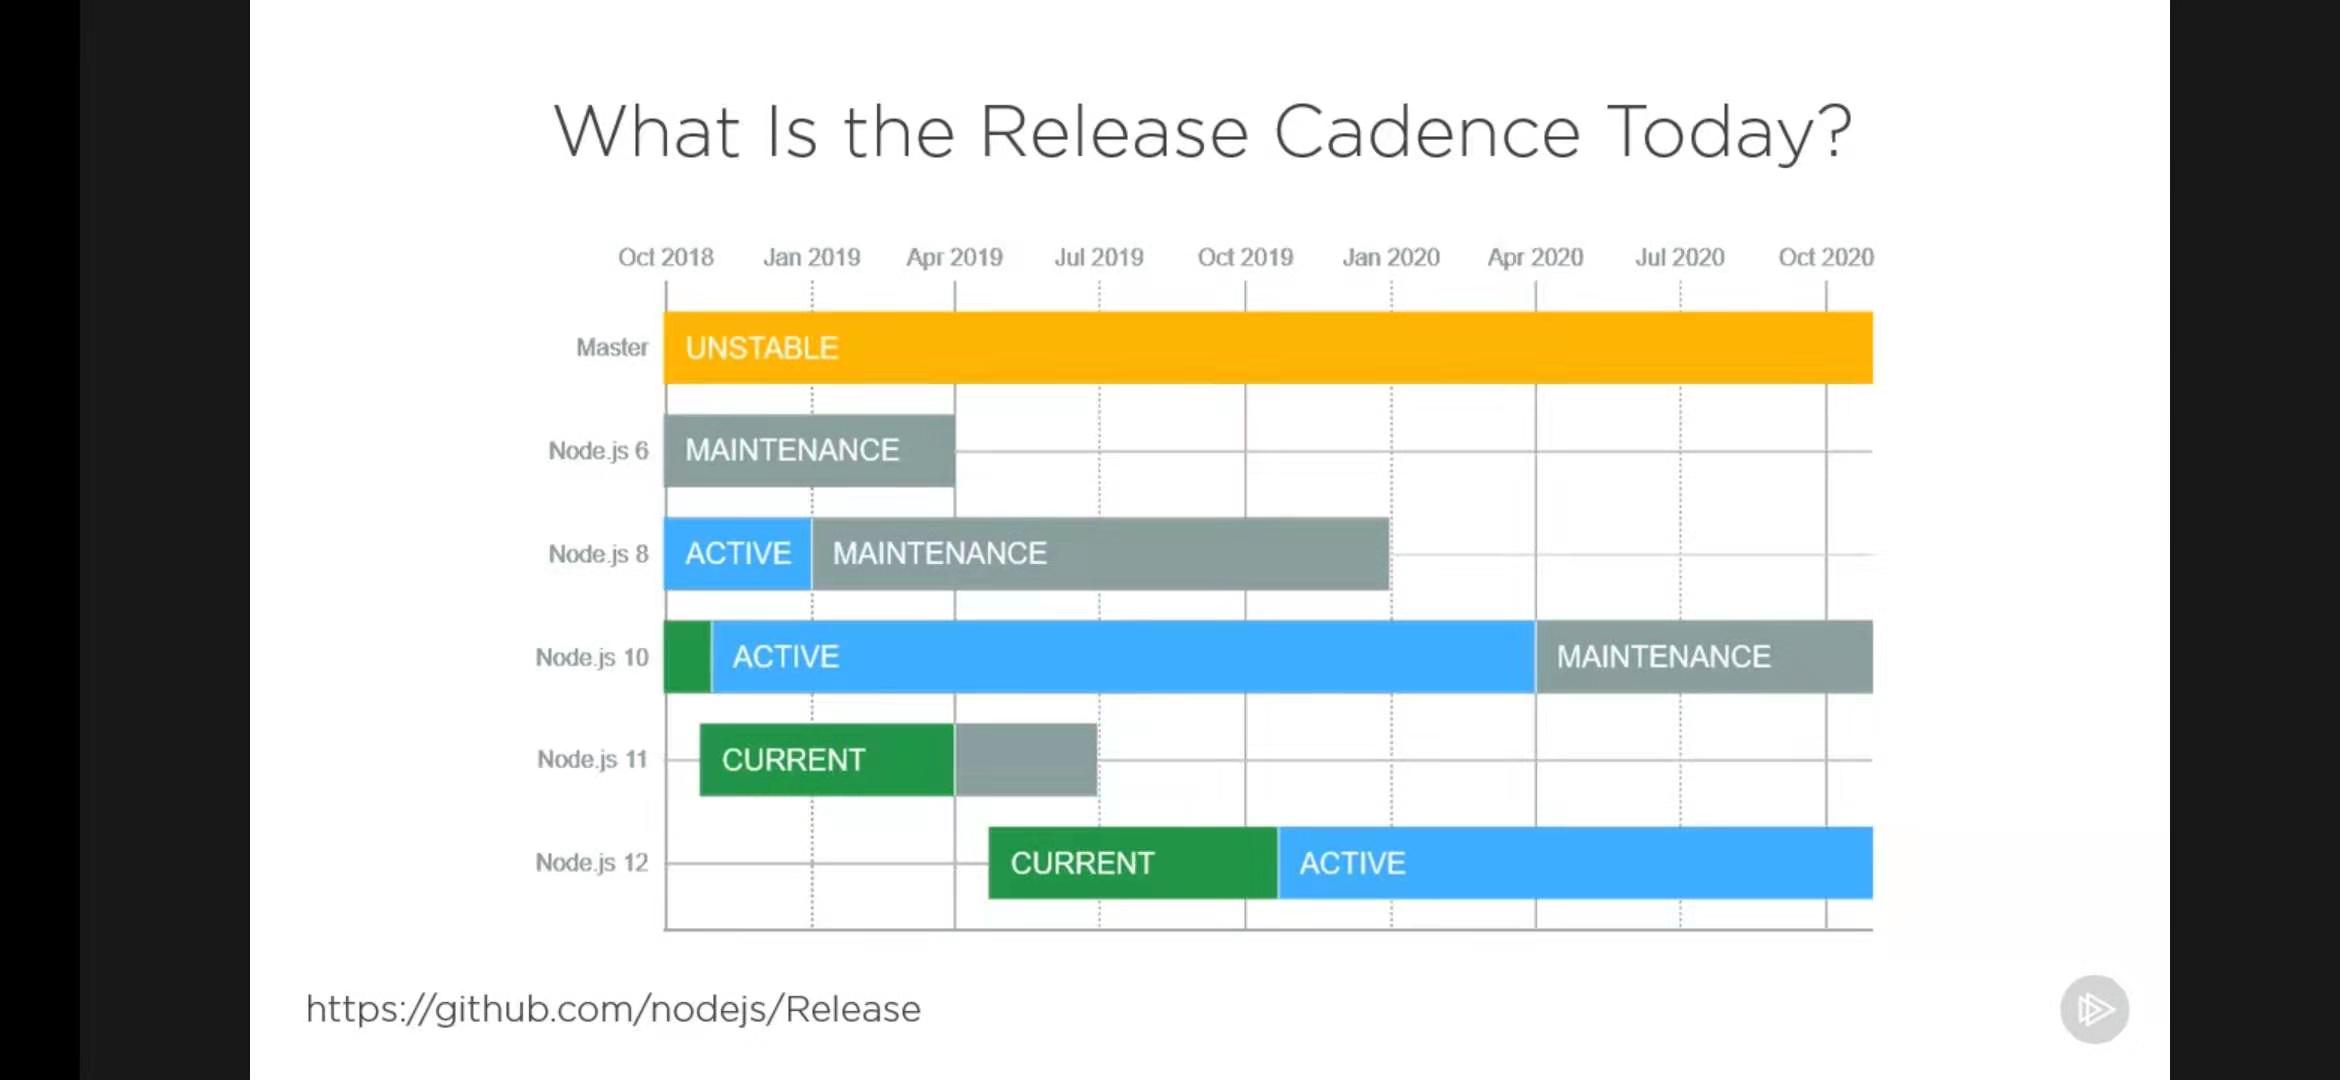 What Is the Release Cadence Today?
Oct 2018 Jan 2019 Apr 2019 Jul 2019 Oct 2019 Jan 2020 Apr 2020 Jul 2020 Oct 2020
Master UNSTABLE
Node.js 6 MAINTENANCE
Node.js 8 ACTIVE MAINTENANCE
Node.js 10 ACTIVE MAINTENANCE
Node.js 11 CURRENT
Node.js 12 CURRENT ACTIVE
https://github.com/nodejs/Release